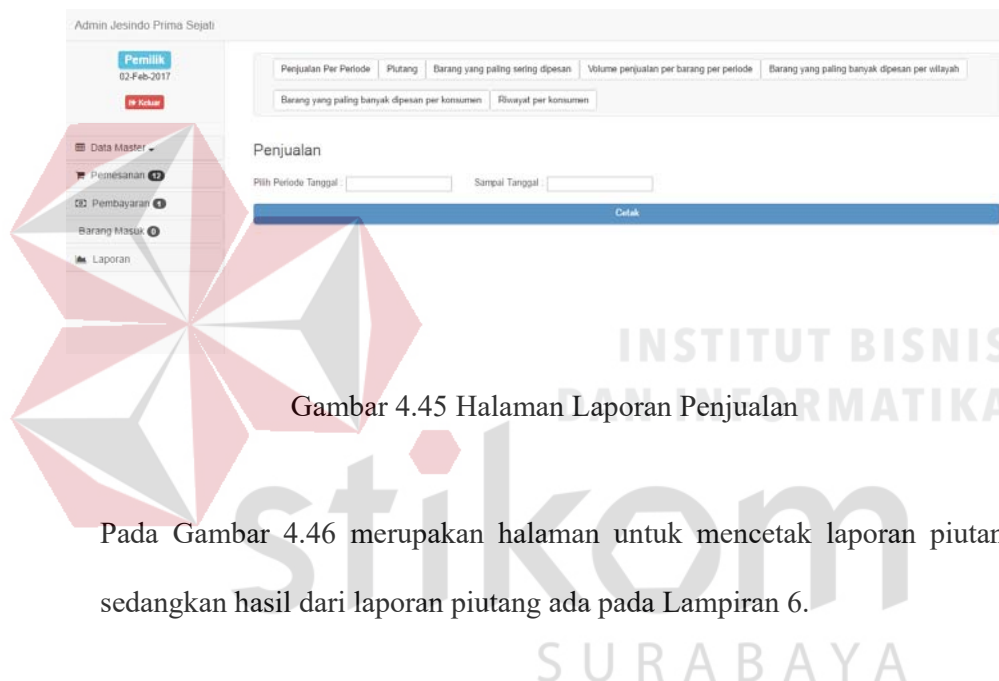 Admin Jesindo Prima Sejati
Pemilik
02-Feb-2017
Keluar
Data Master
Pemesanan 12
Pembayaran 1
Barang Masuk 0
Laporan
Penjualan Per Periode Piutang Barang yang paling sering dipesan Volume penjualan per barang per periode Barang yang paling banyak dipesan per wilayah
Barang yang paling banyak dipesan per konsumen Riwayat per konsumen
Penjualan
Pilih Periode Tanggal : Sampai Tanggal :
Cetak
INSTITUT BISNIS
DAN INFORMATIKA
Gambar 4.45 Halaman Laporan Penjualan
stikom
Pada Gambar 4.46 merupakan halaman untuk mencetak laporan piutan
sedangkan hasil dari laporan piutang ada pada Lampiran 6.
SURABAYA